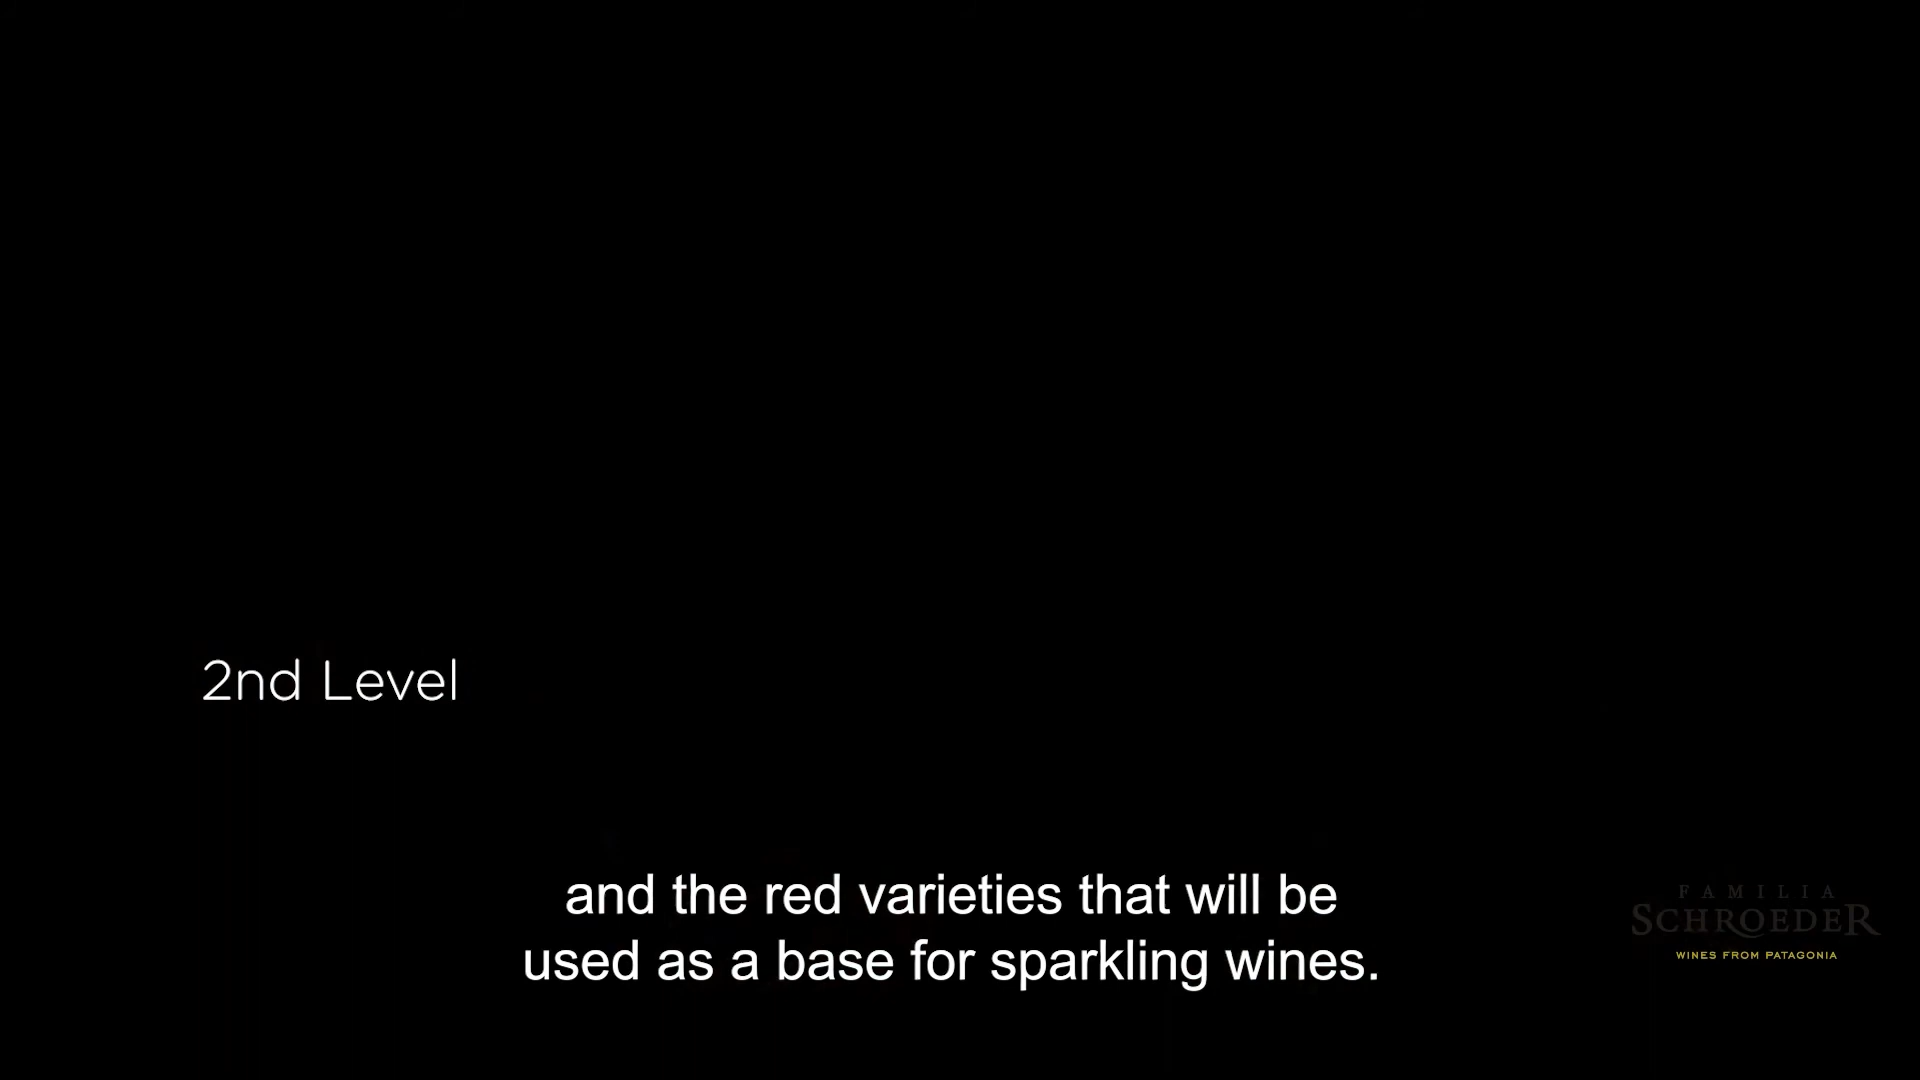 2nd Level
and the red varieties that will be
used as a base for sparkling wines.
FAMILIA
SCHROEDER
WINES FROM PATAGONIA